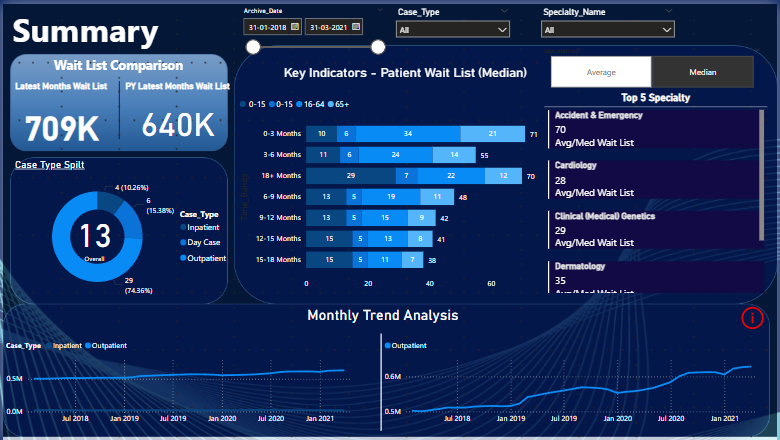 Summary
Archive_Date
31-01-2018
31-03-2021
Case_Type
All
Specialty_Name
All
Wait List Comparison
Latest Months Wait List
PY Latest Months Wait List
709K
640K
Case Type Spilt
4 (10.26%)
6
(15.38%)
29
(74.36%)
13
Overall
Case_Type
Inpatient
Day Case
Outpatient
Key Indicators - Patient Wait List (Median)
0-15 0-15 16-64 65+
0-3 Months 10 6 34 21 71
3-6 Months 11 6 24 14 55
18+ Months 29 7 22 12 70
6-9 Months 13 5 19 11 48
9-12 Months 13 5 15 9 42
12-15 Months 15 5 13 8 41
15-18 Months 15 5 11 7 38
0 20 40 60
Average
Median
Top 5 Specialty
Accident & Emergency
70
Avg/Med Wait List
Cardiology
28
Avg/Med Wait List
Clinical (Medical) Genetics
29
Avg/Med Wait List
Dermatology
35
Avg/Med Wait List
Monthly Trend Analysis
i
Case_Type Inpatient Outpatient
0.5M
0.0M
Jul 2018 Jan 2019 Jul 2019 Jan 2020 Jul 2020 Jan 2021
Outpatient
0.6M
0.5M
Jul 2018 Jan 2019 Jul 2019 Jan 2020 Jul 2020 Jan 2021